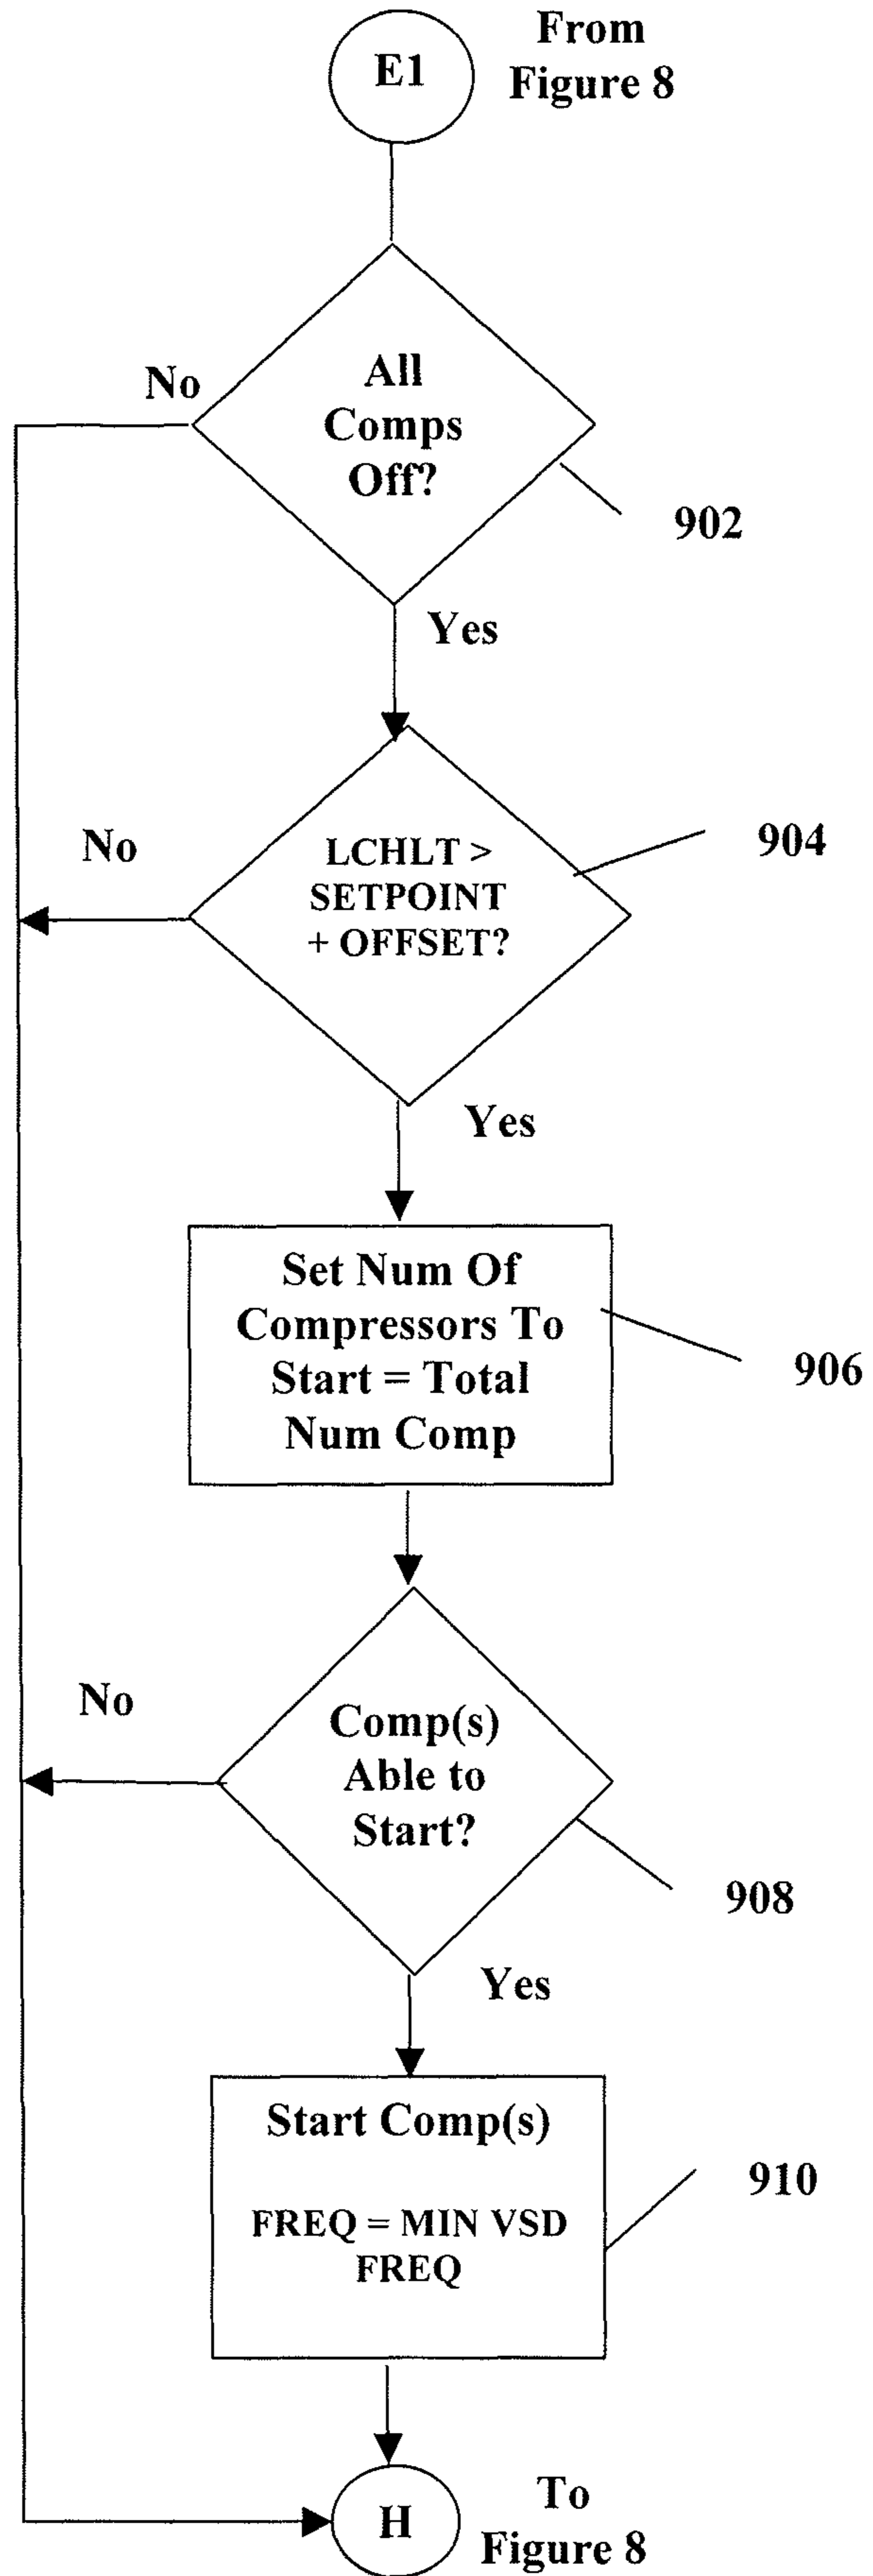 E1
From
Figure 8
All
Comps
Off?
No
902
Yes
LCHLT >
SETPOINT
+ OFFSET?
No
904
Yes
Set Num Of
Compressors To
Start = Total
Num Comp
906
Comp(s)
Able to
Start?
No
908
Yes
Start Comp(s)
FREQ = MIN VSD
FREQ
910
H
To
Figure 8